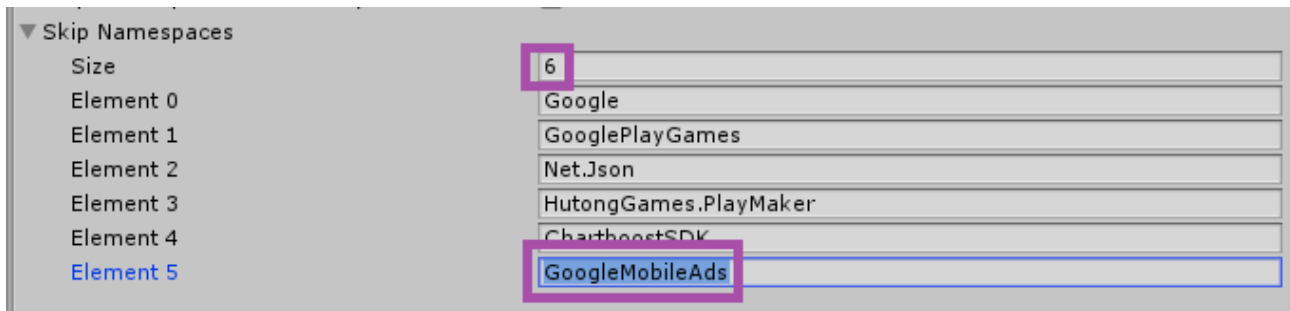 Skip Namespaces
Size 6
Element 0 Google
Element 1 GooglePlayGames
Element 2 Net.Json
Element 3 HutongGames.PlayMaker
Element 4 ChartboostSDK
Element 5 GoogleMobileAds